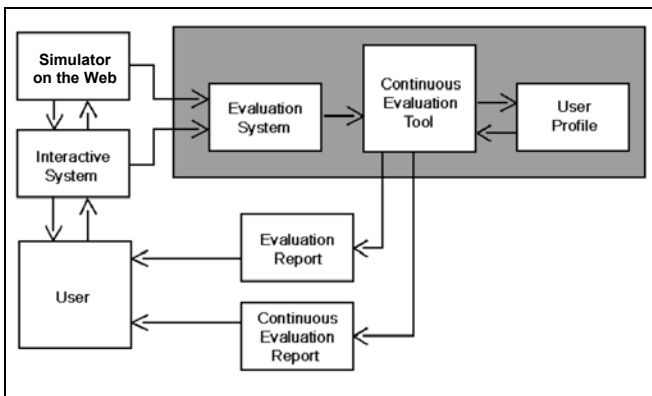 Simulator
on the Web
Interactive
System
User
Evaluation
System
Continuous
Evaluation
Tool
User
Profile
Evaluation
Report
Continuous
Evaluation
Report